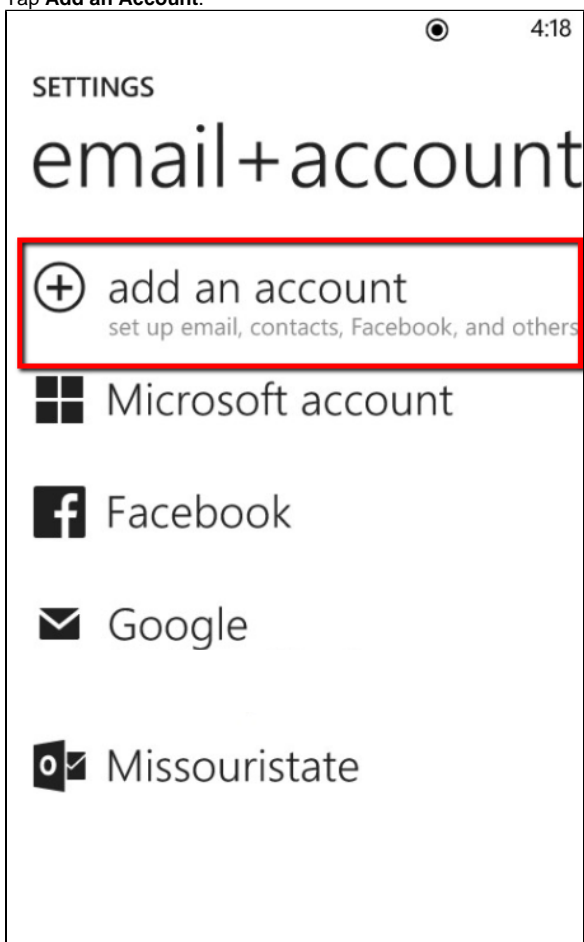 Tap Add an Account.
4:18
SETTINGS
email+account
add an account
set up email, contacts, Facebook, and others
Microsoft account
Facebook
Google
Missouristate